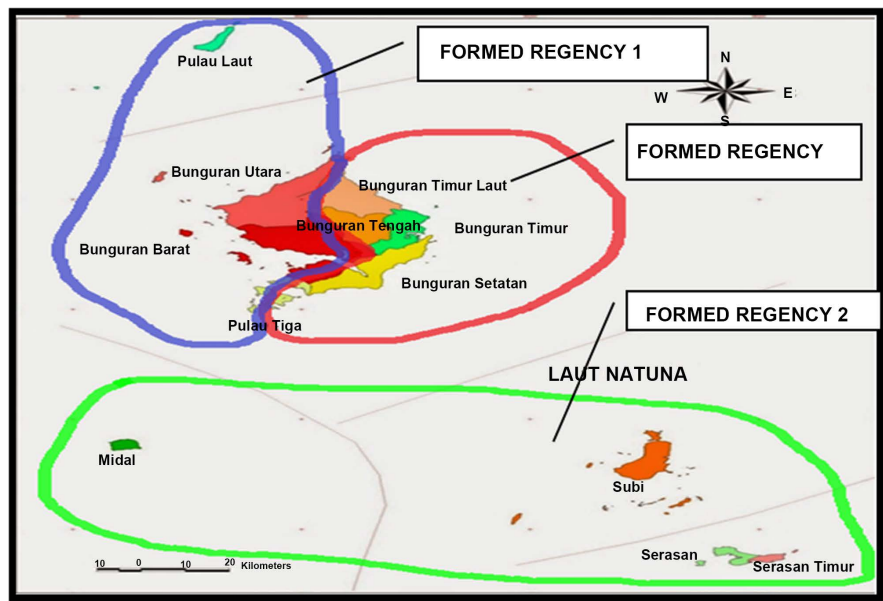 FORMED REGENCY 1
Pulau Laut
N
W
E
S
FORMED REGENCY
Bunguran Utara
Bunguran Timur Laut
Bunguran Tengah
Bunguran Timur
Bunguran Barat
Bunguran Setatan
Pulau Tiga
FORMED REGENCY 2
LAUT NATUNA
Midal
Subi
Serasan
Serasan Timur
10 0 10 20 Kilometers